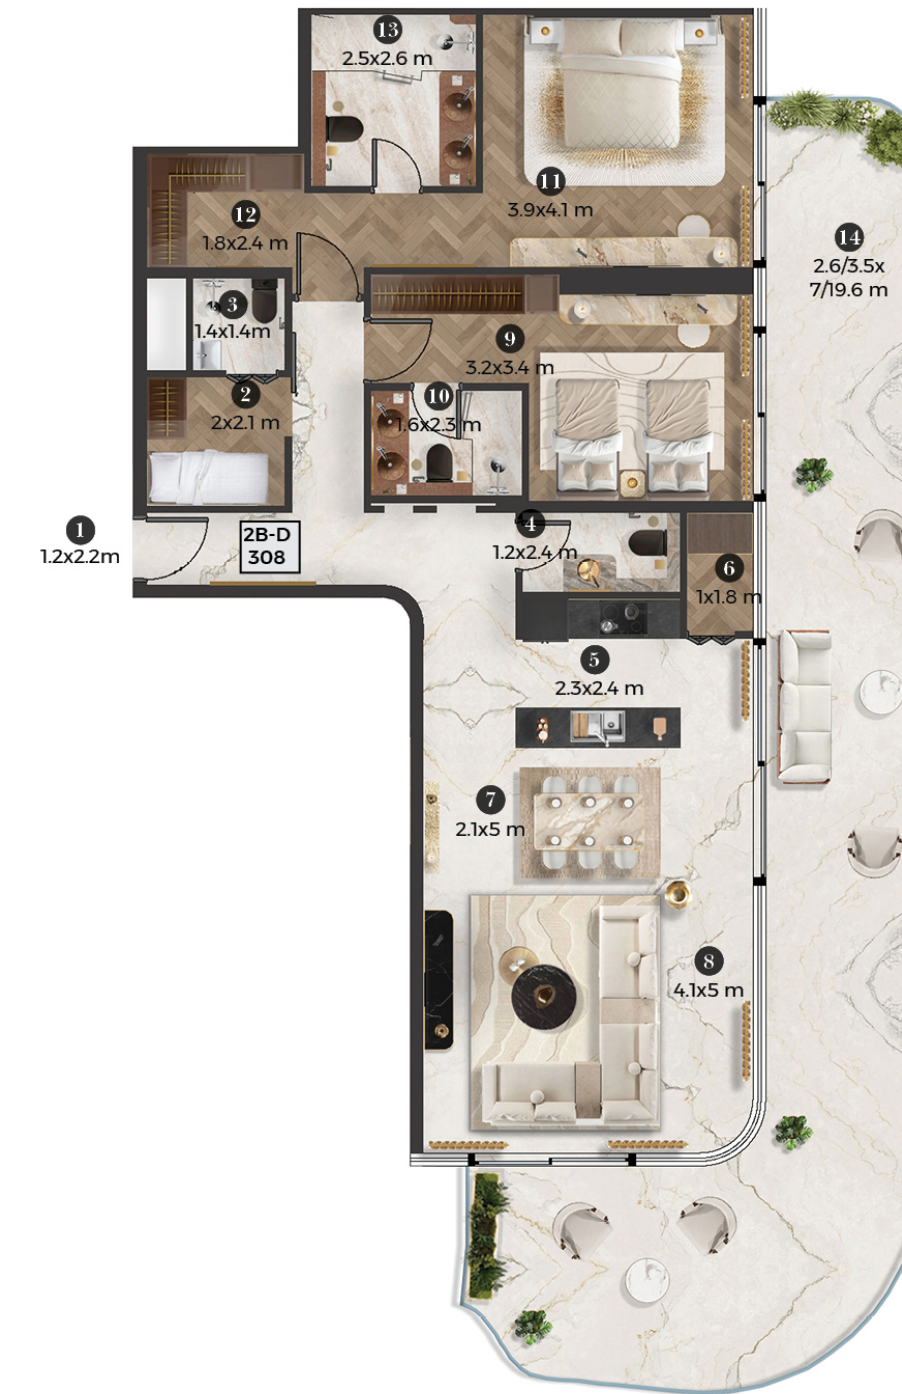 13
2.5x2.6 m
11
3.9x4.1 m
12
1.8x2.4 m
14
2.6/3.5x
7/19.6 m
3
1.4x1.4m
9
3.2x3.4 m
2
2x2.1 m
10
1.6x2.3 m
1
1.2x2.2m
2B-D
308
4
1.2x2.4 m
6
1x1.8 m
5
2.3x2.4 m
7
2.1x5 m
8
4.1x5 m